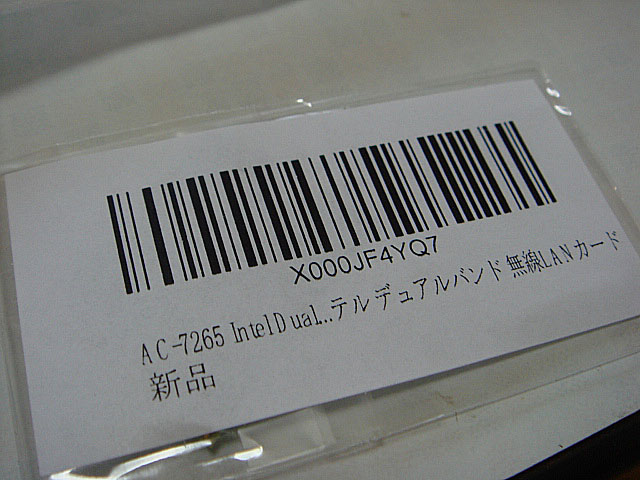 X000JF4YQ7
AC-7265 IntelDual...テル デュアルバンド 無線LANカード
新品